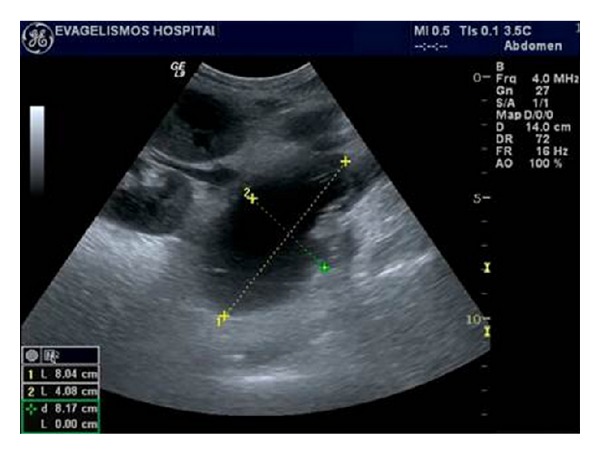 EVAGELISMOS HOSPITAL
MI 0.5 TIs 0.1 3.5C
--:--:-- Abdomen
GE
L9
B
Frq 4.0 MHz
Gn 27
S/A 1/1
Map D/0/0
D 14.0 cm
DR 72
FR 16 Hz
AO 100 %
0
5
10
2
1
1 L 8.04 cm
2 L 4.08 cm
d 8.17 cm
L 0.00 cm